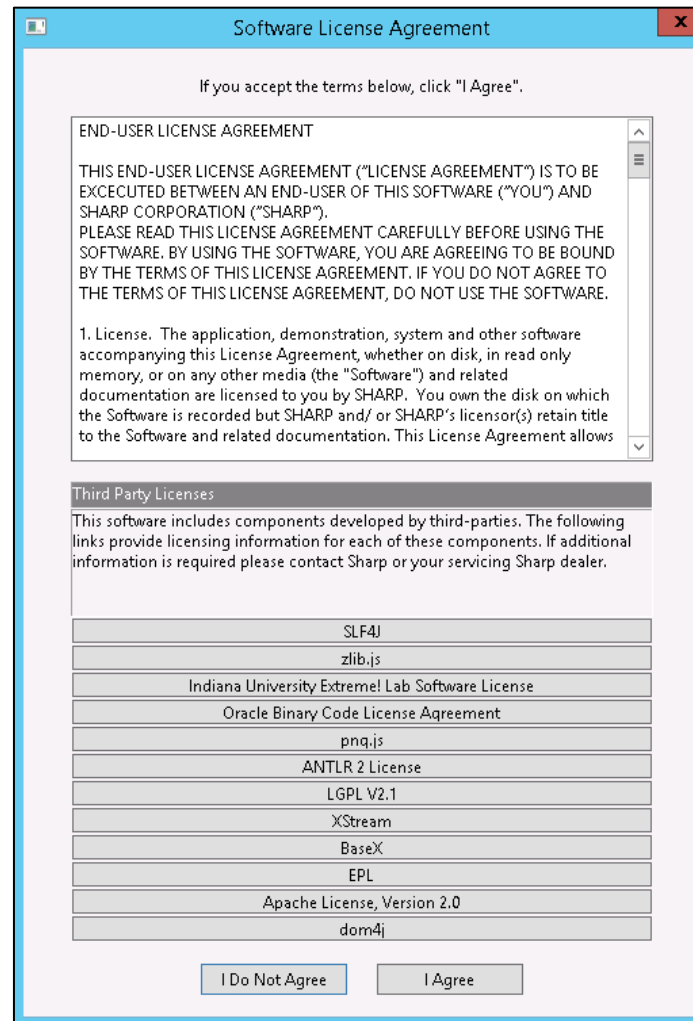 Software License Agreement
x
If you accept the terms below, click "I Agree".
END-USER LICENSE AGREEMENT
THIS END-USER LICENSE AGREEMENT ("LICENSE AGREEMENT") IS TO BE
EXCECUTED BETWEEN AN END-USER OF THIS SOFTWARE ("YOU") AND
SHARP CORPORATION ("SHARP").
PLEASE READ THIS LICENSE AGREEMENT CAREFULLY BEFORE USING THE
SOFTWARE. BY USING THE SOFTWARE, YOU ARE AGREEING TO BE BOUND
BY THE TERMS OF THIS LICENSE AGREEMENT. IF YOU DO NOT AGREE TO
THE TERMS OF THIS LICENSE AGREEMENT, DO NOT USE THE SOFTWARE.
1. License.  The application, demonstration, system and other software
accompanying this License Agreement, whether on disk, in read only
memory, or on any other media (the "Software") and related
documentation are licensed to you by SHARP.  You own the disk on which
the Software is recorded but SHARP and/ or SHARP's licensor(s) retain title
to the Software and related documentation. This License Agreement allows
Third Party Licenses
This software includes components developed by third-parties. The following
links provide licensing information for each of these components. If additional
information is required please contact Sharp or your servicing Sharp dealer.
SLF4J
zlib.js
Indiana University Extreme! Lab Software License
Oracle Binary Code License Agreement
png.js
ANTLR 2 License
LGPL V2.1
XStream
BaseX
EPL
Apache License, Version 2.0
dom4j
I Do Not Agree
I Agree